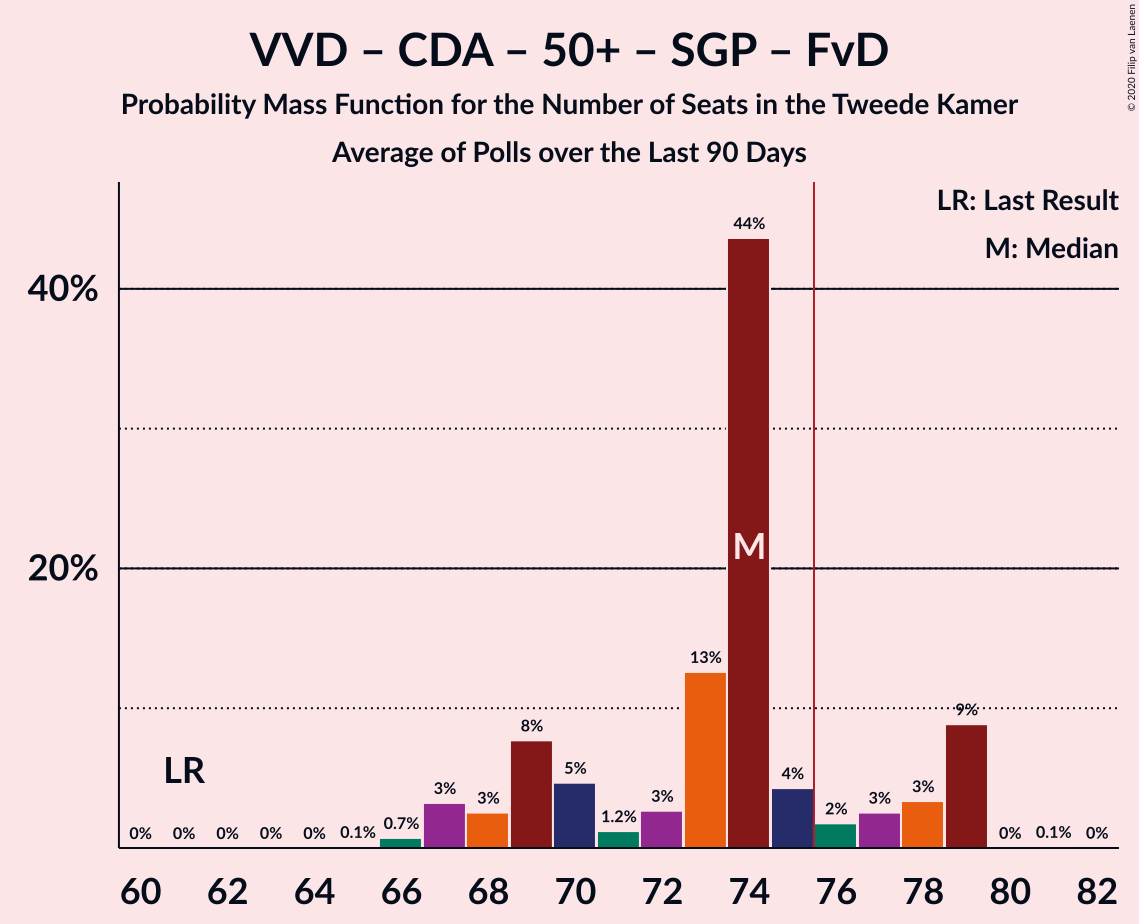 VVD – CDA – 50+ – SGP – FvD
Probability Mass Function for the Number of Seats in the Tweede Kamer
Average of Polls over the Last 90 Days
© 2020 Filip van Laenen
LR: Last Result
M: Median
40%
20%
LR
M
0%
0%
0%
0%
0%
0.1%
0.7%
3%
3%
8%
5%
1.2%
3%
13%
44%
4%
2%
3%
3%
9%
0%
0.1%
0%
60 62 64 66 68 70 72 74 76 78 80 82